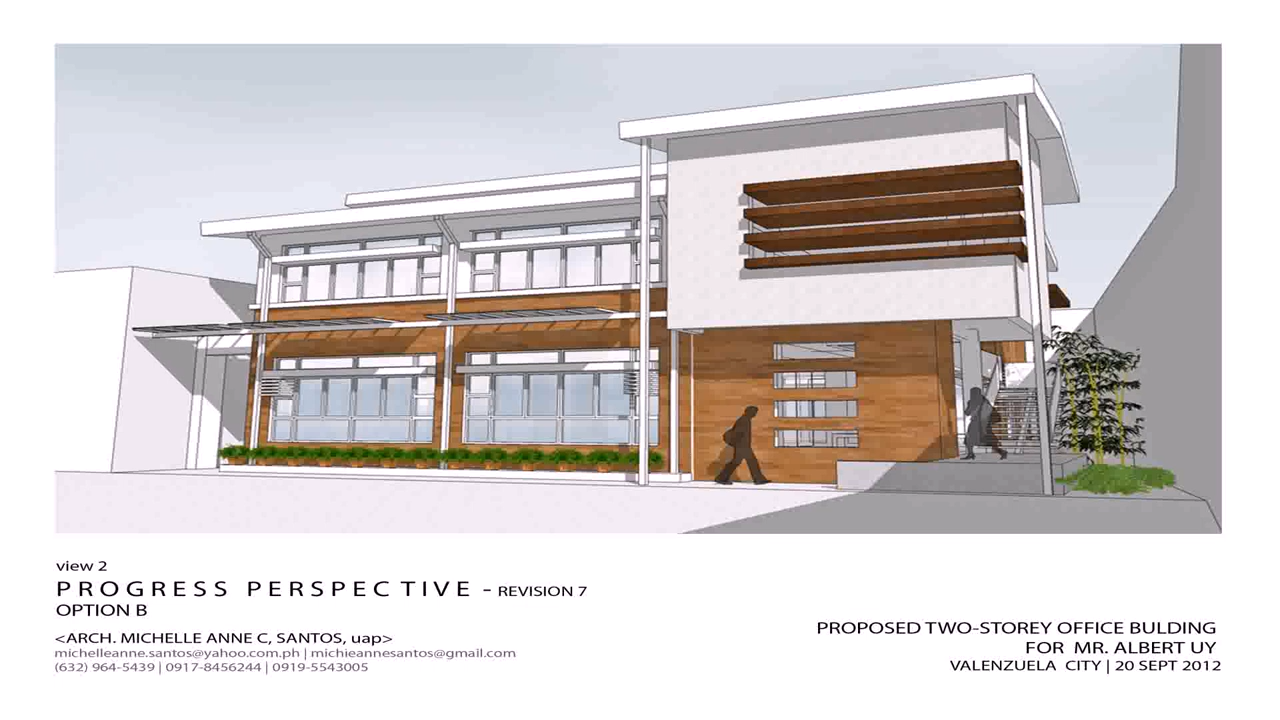 view 2
PROGRESS PERSPECTIVE - REVISION 7
OPTION B
<ARCH. MICHELLE ANNE C, SANTOS, uap>
michelleanne.santos@yahoo.com.ph | michieannesantos@gmail.com
(632) 964-5439 | 0917-8456244 | 0919-5543005
PROPOSED TWO-STOREY OFFICE BULDING
FOR MR. ALBERT UY
VALENZUELA CITY | 20 SEPT 2012